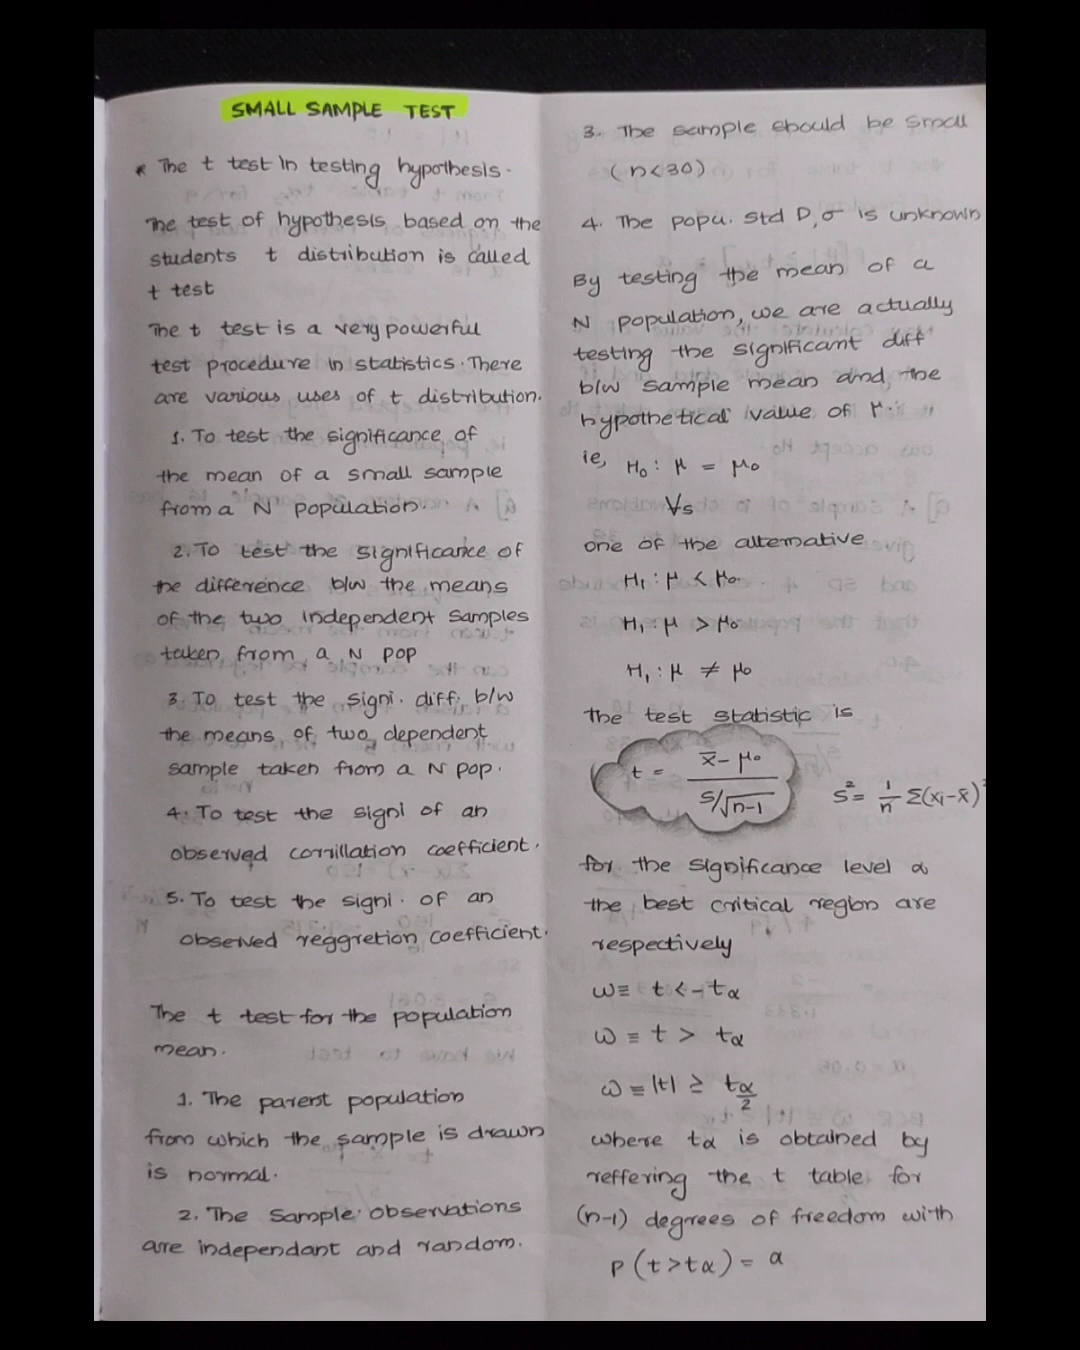 SMALL SAMPLE TEST
* The t test in testing hypothesis.
The test of hypothesis based on the
students t distribution is called
t test
The t test is a very powerful
test procedure in statistics. There
are various uses of t distribution.
1. To test the significance of
the mean of a small sample
from a N population.
2. To test the significance of
the difference b/w the means
of the two independent samples
taken from a N pop
3. To test the signi. diff. b/w
the means of two dependent
sample taken from a N pop.
4. To test the signi of an
observed corrillation coefficient.
5. To test the signi. of an
observed reggretion coefficient.
The t test for the population
mean.
1. The parent population
from which the sample is drawn
is normal.
2. The sample observations
are independant and random.
3. The sample should be small
(n<30)
4. The popu. std D, σ is unknown
By testing the mean of a
N population, we are actually
testing the significant diff
b/w sample mean and the
hypothetical value of μ.
ie, H₀ : μ = μ₀
Vs
one of the alternative
H₁ : μ < μ₀
H₁ : μ > μ₀
H₁ : μ ≠ μ₀
The test statistic is
t = x̄ - μ₀ / S/√n-1 S² = 1/n Σ(xi-x̄)²
for the significance level α
the best critical region are
respectively
ω ≡ t < -tα
ω ≡ t > tα
ω ≡ |t| ≥ tα/2
where tα is obtained by
reffering the t table for
(n-1) degrees of freedom with
P(t>tα) = α